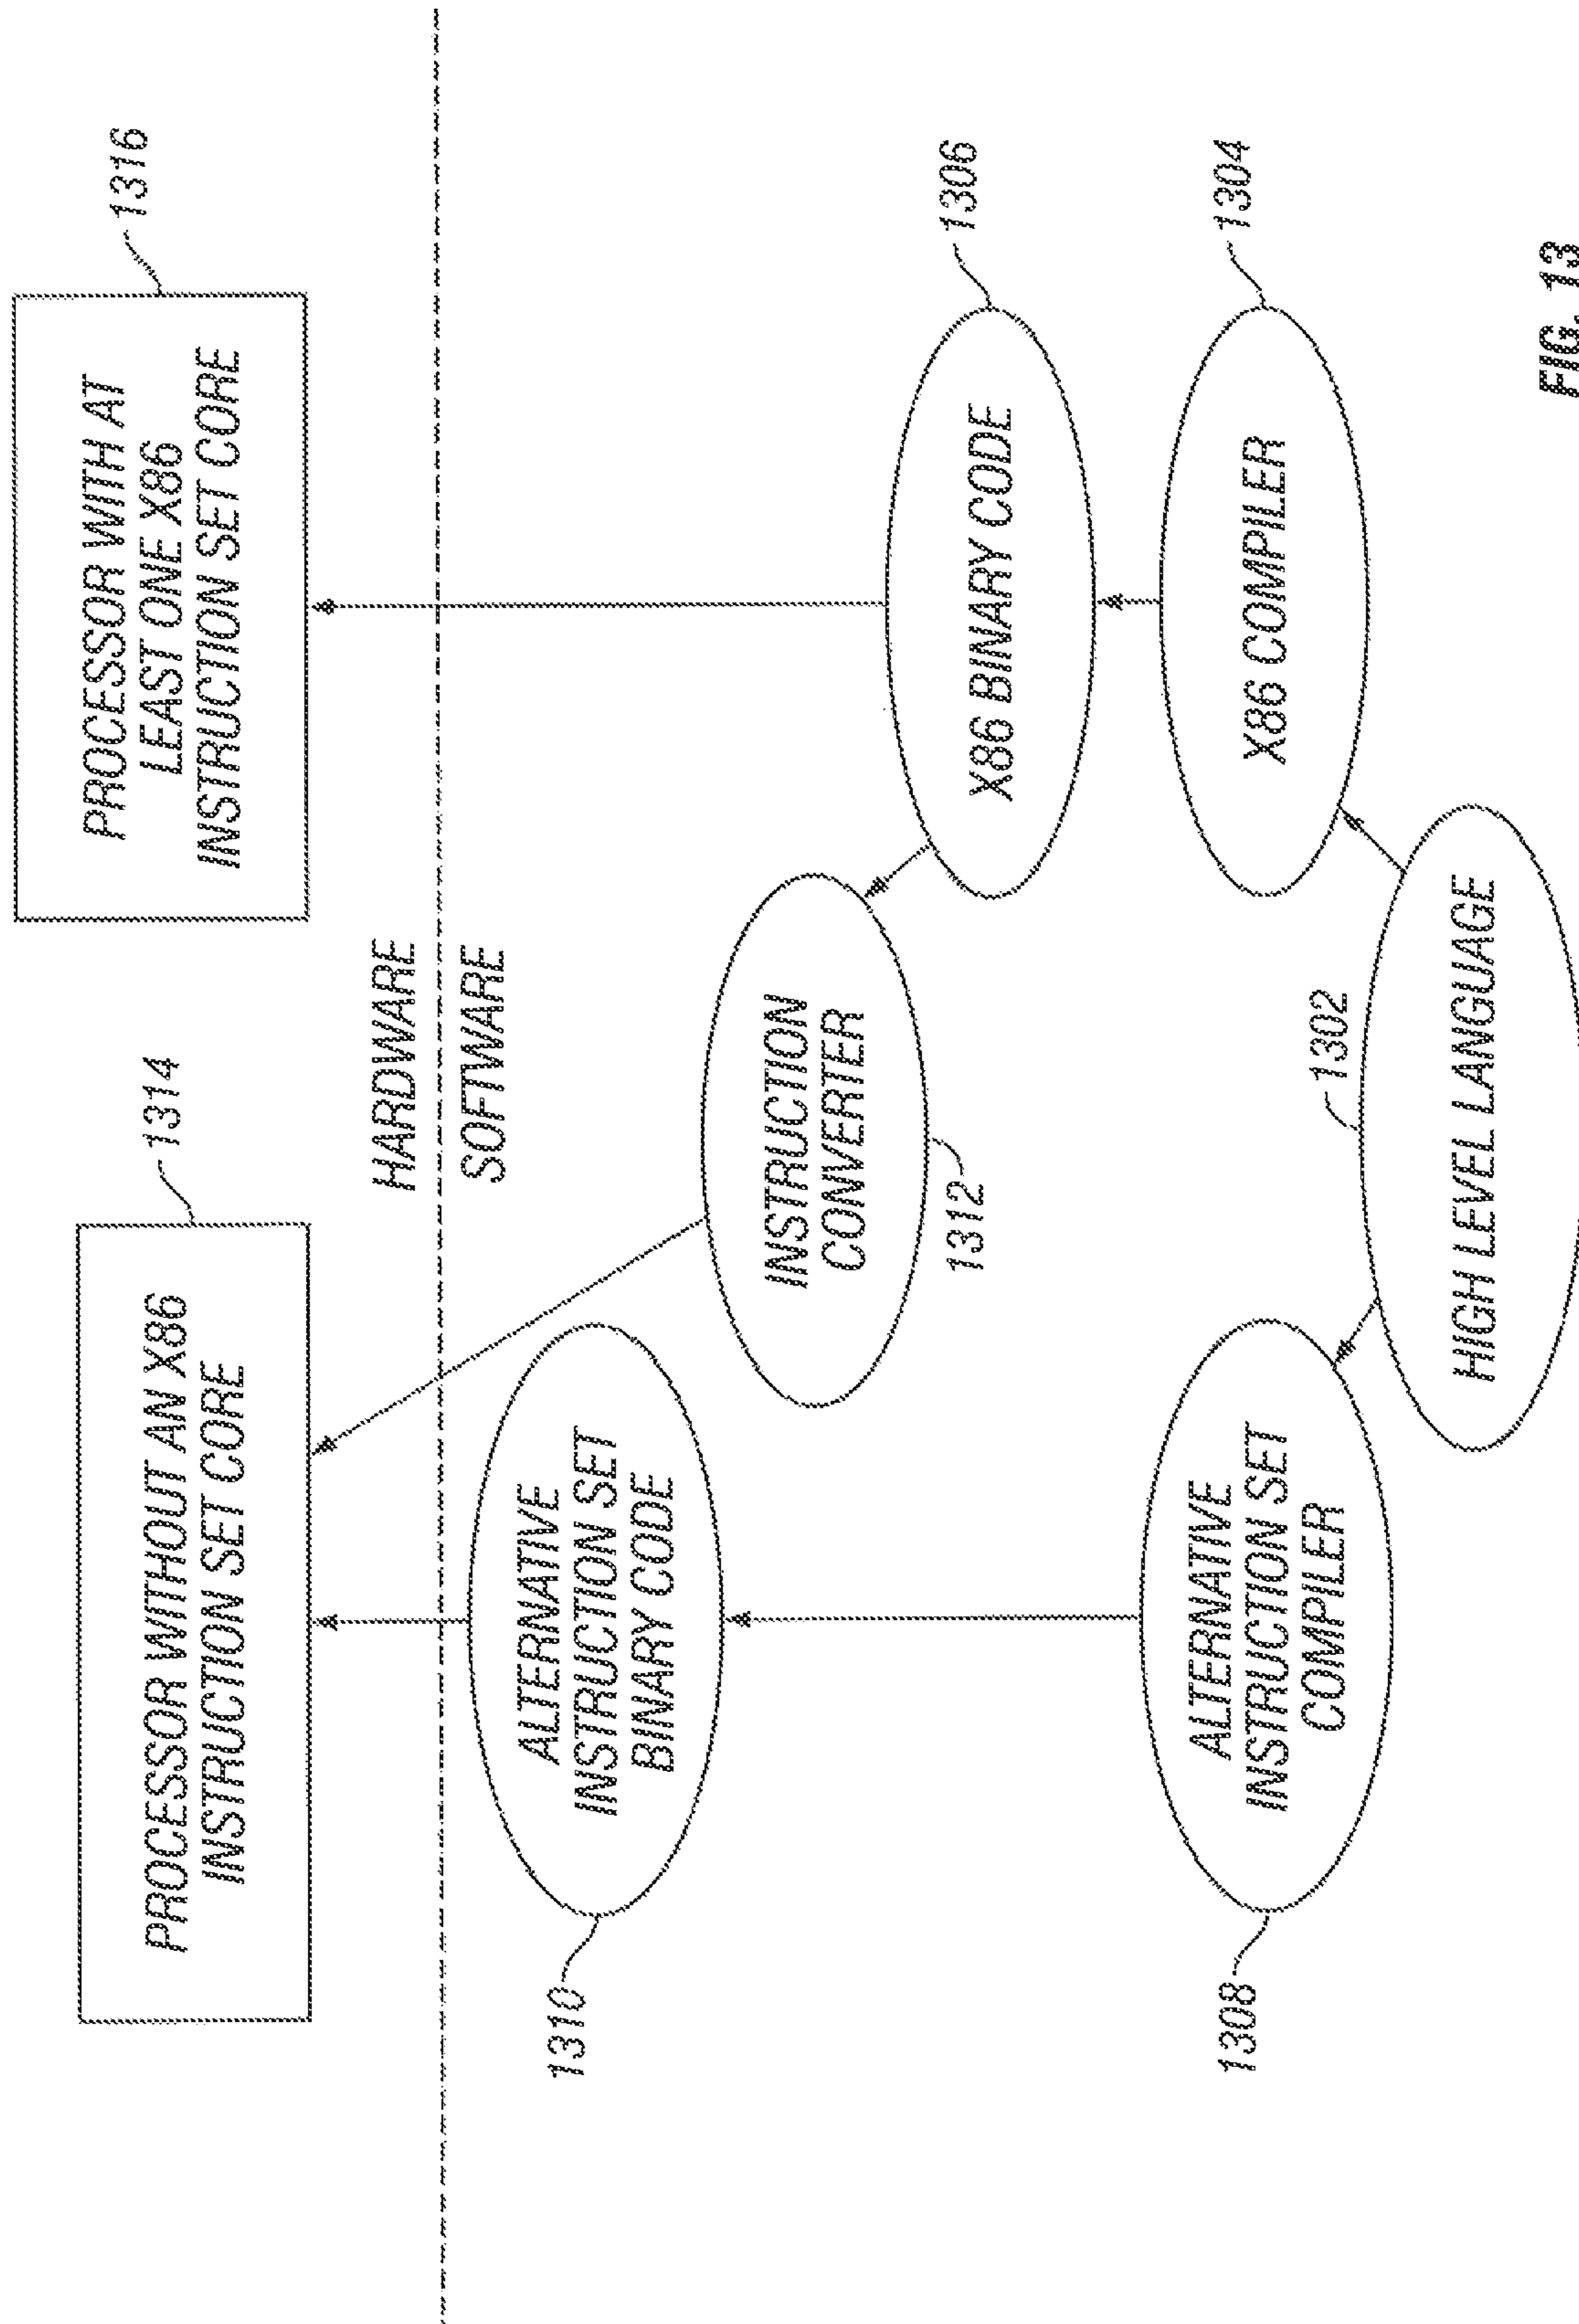 PROCESSOR WITHOUT AN X86
INSTRUCTION SET CORE
1314
PROCESSOR WITH AT
LEAST ONE X86
INSTRUCTION SET CORE
1316
HARDWARE
SOFTWARE
1310
ALTERNATIVE
INSTRUCTION SET
BINARY CODE
INSTRUCTION
CONVERTER
1312
X86 BINARY CODE
1306
1308
ALTERNATIVE
INSTRUCTION SET
COMPILER
X86 COMPILER
1304
1302
HIGH LEVEL LANGUAGE
FIG. 13